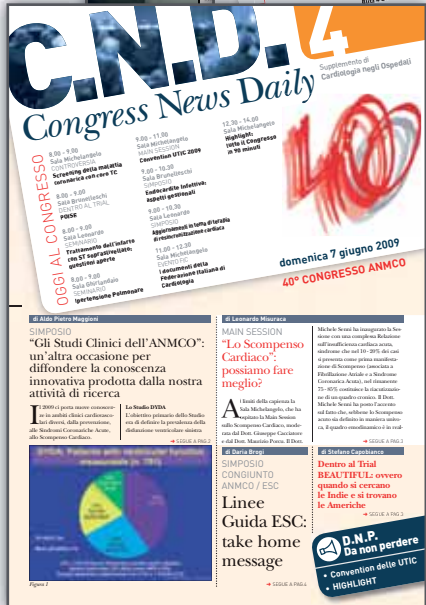 C.N.D.
4
Supplemento di
Cardiologia negli Ospedali
Congress News Daily
OGGI AL CONGRESSO
8,00 - 9,00
Sala Michelangelo
CONTROVERSIA
Screening della malattia
coronarica con core TC
8,00 - 9,00
Sala Brunelleschi
DENTRO AL TRIAL
POISE
8,00 - 9,00
Sala Leonardo
SEMINARIO
Trattamento dell'infarto
con ST sopraslivellato:
questioni aperte
8,00 - 9,00
Sala Ghirlandaio
SEMINARIO
Ipertensione Polmonare
9,00 - 11,00
Sala Michelangelo
MAIN SESSION
Convention UTIC 2009
9,00 - 10,30
Sala Brunelleschi
SIMPOSIO
Endocardite Infettiva:
aspetti gestionali
9,00 - 10,30
Sala Leonardo
SIMPOSIO
Aggiornamenti in tema di terapia
di resincronizzazione cardiaca
11,00 - 12,30
Sala Michelangelo
EVENTO FIC
I documenti della
Federazione Italiana di
Cardiologia
12,30 - 14,00
Sala Michelangelo
Highlight:
tutto il Congresso
in 90 minuti
40
domenica 7 giugno 2009
40° CONGRESSO ANMCO
di Aldo Pietro Maggioni
SIMPOSIO
“Gli Studi Clinici dell’ANMCO”:
un’altra occasione per
diffondere la conoscenza
innovativa prodotta dalla nostra
attività di ricerca
Il 2009 ci porta nuove conoscenze
in ambiti clinici cardiovascolari
diversi, dalla prevenzione,
alle Sindromi Coronariche Acute,
allo Scompenso Cardiaco.
Lo Studio DYDA
L’obiettivo primario dello Studio
era di definire la prevalenza della
disfunzione ventricolare sinistra
SEGUE A PAG.2
Figura 1
di Leonardo Misuraca
MAIN SESSION
“Lo Scompenso
Cardiaco”:
possiamo fare
meglio?
Ai limiti della capienza la
Sala Michelangelo, che ha
ospitato la Main Session
sullo Scompenso Cardiaco, moderata
dal Dott. Giuseppe Cacciatore
e dal Dott. Maurizio Porcu. Il Dott.
Michele Senni ha inaugurato la Sessione
con una complessa Relazione
sull’insufficienza cardiaca acuta,
sindrome che nel 10 - 20% dei casi
si presenta come prima manifestazione
di Scompenso (associata a
Fibrillazione Atriale o a Sindrome
Coronarica Acuta), nel rimanente
75 - 85% costituisce la riacutizzazione
di un quadro cronico. Il Dott.
Michele Senni ha posto l’accento
sul fatto che, sebbene lo Scompenso
acuto sia definito in maniera univoca,
il quadro emodinamico è in real-
SEGUE A PAG.2
di Daria Brogi
SIMPOSIO
CONGIUNTO
ANMCO / ESC
Linee
Guida ESC:
take home
message
SEGUE A PAG.4
di Stefano Capobianco
Dentro al Trial
BEAUTIFUL: ovvero
quando si cercano
le Indie e si trovano
le Americhe
SEGUE A PAG 3
D.N.P.
Da non perdere
• Convention delle UTIC
• HIGHLIGHT